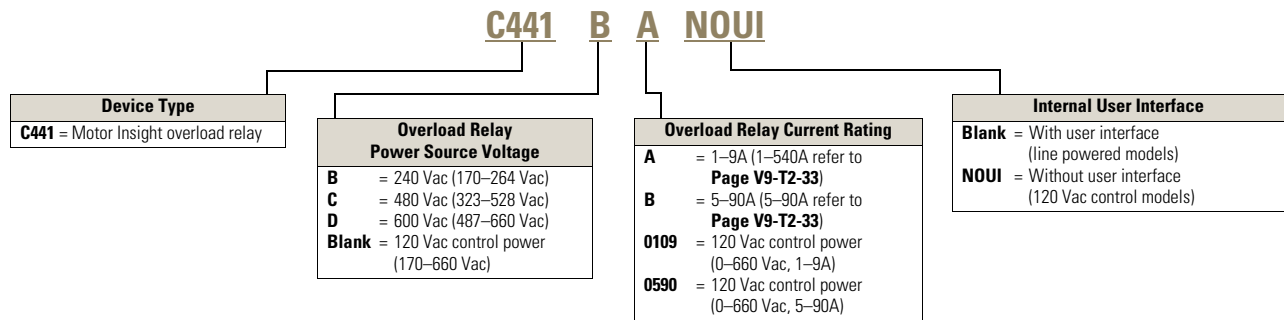 C441 B A NOUI
Device Type
C441 = Motor Insight overload relay
Overload Relay
Power Source Voltage
B = 240 Vac (170–264 Vac)
C = 480 Vac (323–528 Vac)
D = 600 Vac (487–660 Vac)
Blank = 120 Vac control power
(170–660 Vac)
Overload Relay Current Rating
A = 1–9A (1–540A refer to
Page V9-T2-33)
B = 5–90A (5–90A refer to
Page V9-T2-33)
0109 = 120 Vac control power
(0–660 Vac, 1–9A)
0590 = 120 Vac control power
(0–660 Vac, 5–90A)
Internal User Interface
Blank = With user interface
(line powered models)
NOUI = Without user interface
(120 Vac control models)